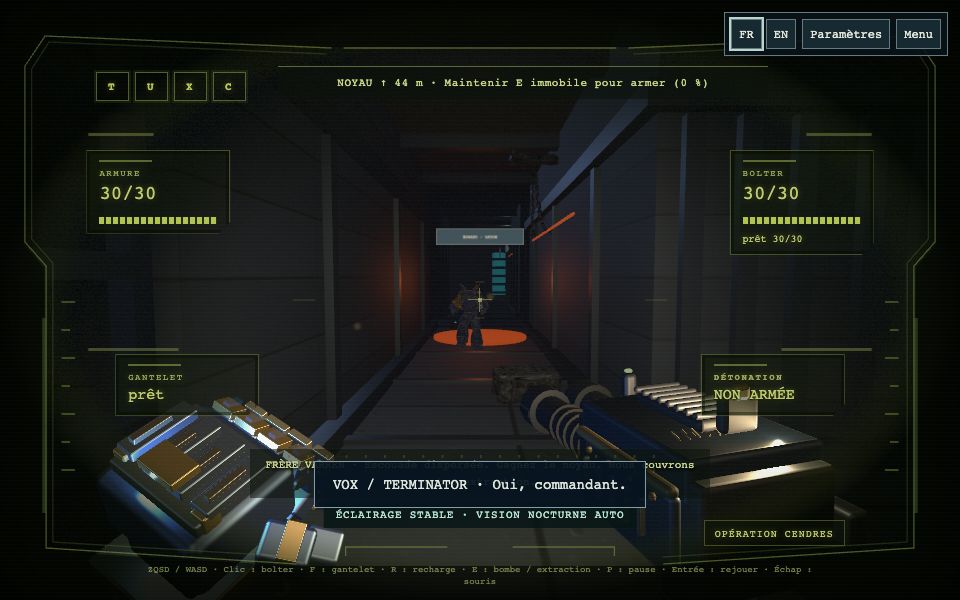 FR EN Paramètres Menu
T U X C
NOYAU ↑ 44 m · Maintenir E immobile pour armer (0 %)
ARMURE
30/30
BOLTER
30/30
prêt 30/30
GANTELET
prêt
DÉTONATION
NON ARMÉE
FRÈRE
couvrons
VOX / TERMINATOR · Oui, commandant.
ÉCLAIRAGE STABLE · VISION NOCTURNE AUTO
OPÉRATION CENDRES
ZQSD / WASD · Clic : bolter · F : gantelet · R : recharge · E : bombe / extraction · P : pause · Entrée : rejouer · Échap :
souris